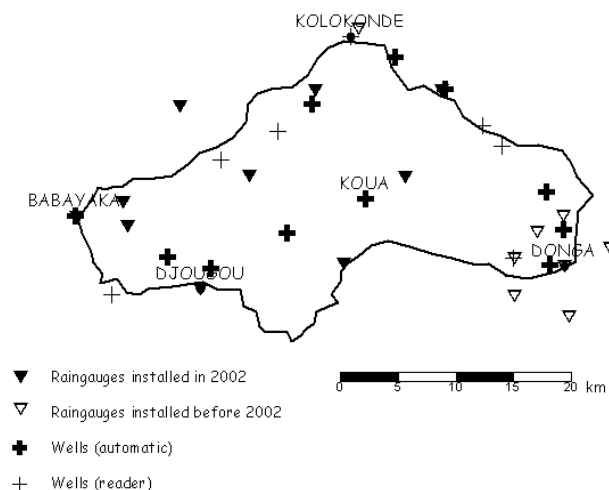 KOLOKONDE
KOUA
BABAYAKA
DONGA
DJOUGOU
Raingauges installed in 2002
Raingauges installed before 2002
0 5 10 15 20 km
Wells (automatic)
Wells (reader)